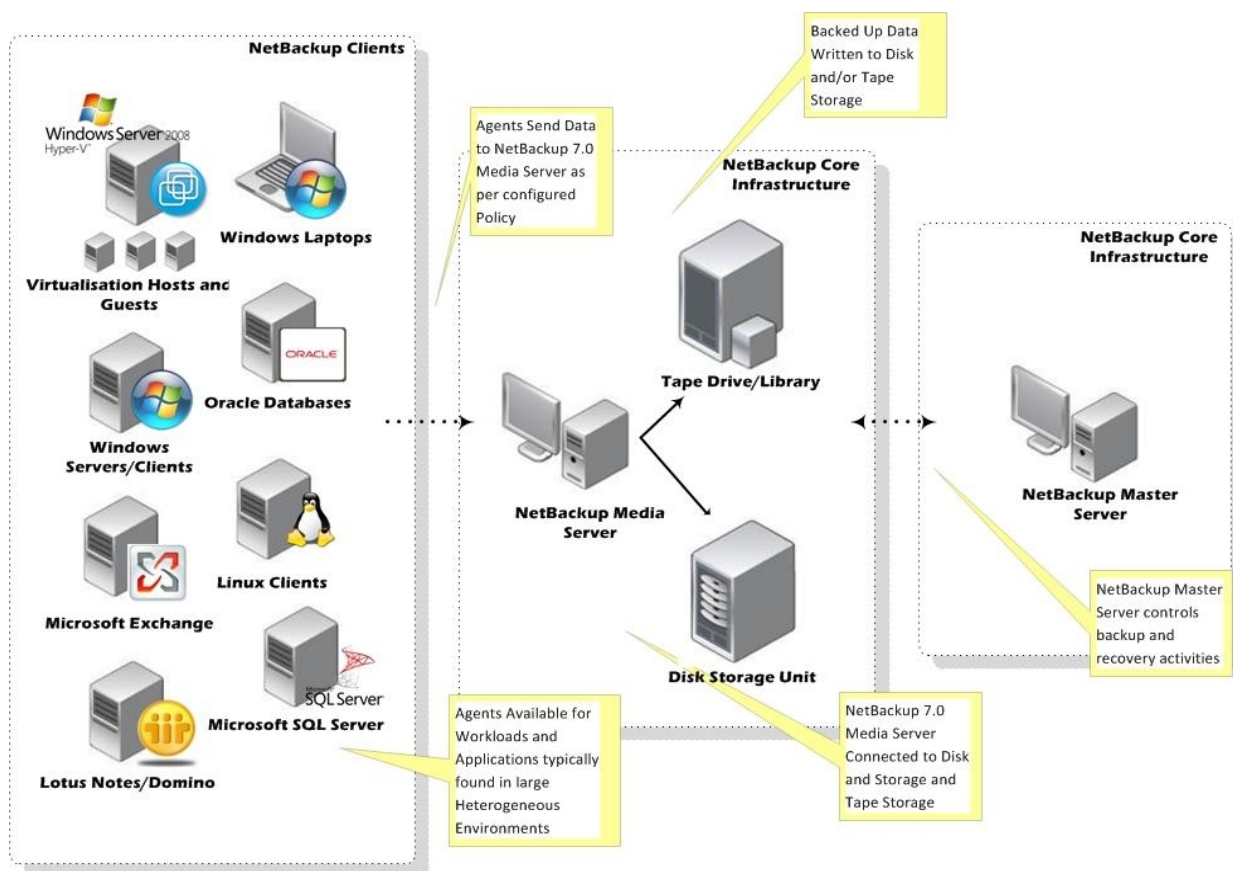 NetBackup Clients
Windows Server 2008
Hyper-V
Virtualisation Hosts and
Guests
Windows Laptops
ORACLE
Oracle Databases
Windows
Servers/Clients
Linux Clients
Microsoft Exchange
Microsoft
SQL Server
Microsoft SQL Server
Lotus Notes/Domino
Agents Send Data
to NetBackup 7.0
Media Server as
per configured
Policy
Agents Available for
Workloads and
Applications typically
found in large
Heterogeneous
Environments
Backed Up Data
Written to Disk
and/or Tape
Storage
NetBackup Core
Infrastructure
Tape Drive/Library
NetBackup Media
Server
Disk Storage Unit
NetBackup 7.0
Media Server
Connected to Disk
and Storage and
Tape Storage
NetBackup Core
Infrastructure
NetBackup Master
Server
NetBackup Master
Server controls
backup and
recovery activities